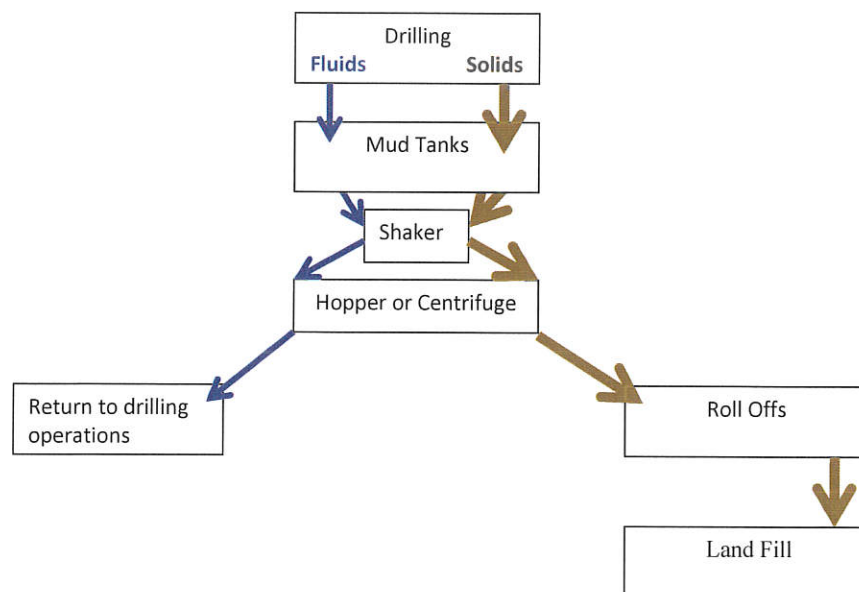 Drilling
Fluids Solids
Mud Tanks
Shaker
Hopper or Centrifuge
Return to drilling
operations
Roll Offs
Land Fill